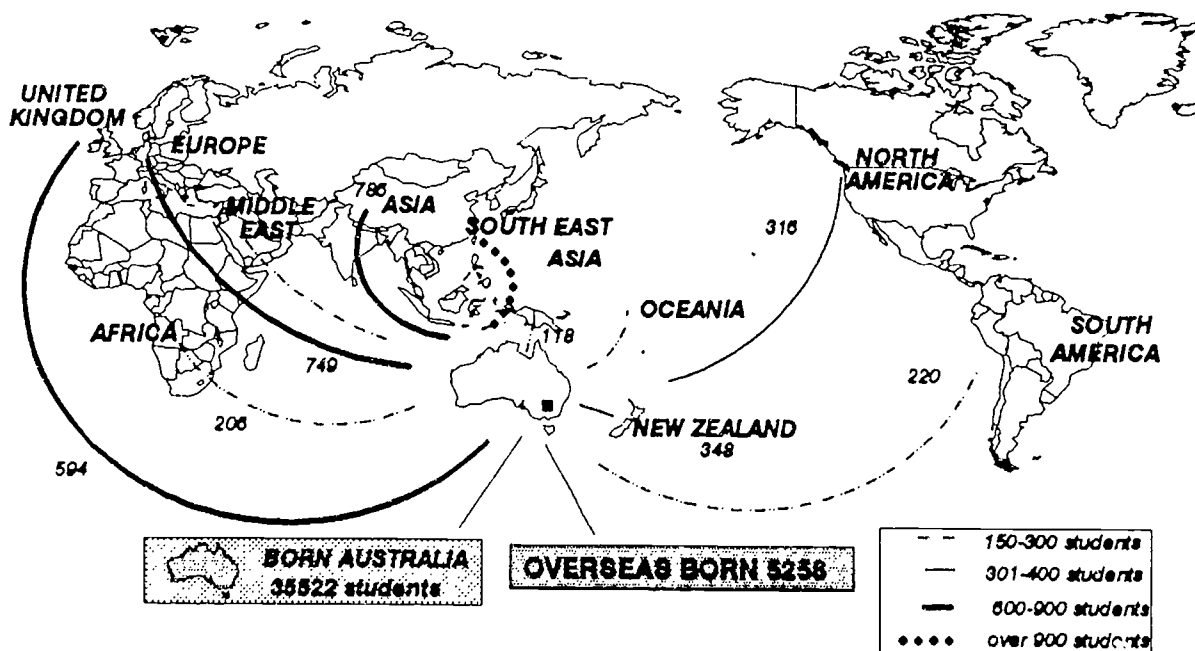 UNITED
KINGDOM
EUROPE
MIDDLE
EAST
786
ASIA
SOUTH EAST
ASIA
NORTH
AMERICA
316
OCEANIA
118
AFRICA
749
SOUTH
AMERICA
220
206
NEW ZEALAND
348
594
BORN AUSTRALIA
35522 students
OVERSEAS BORN 5256
150-300 students
301-400 students
600-900 students
over 900 students